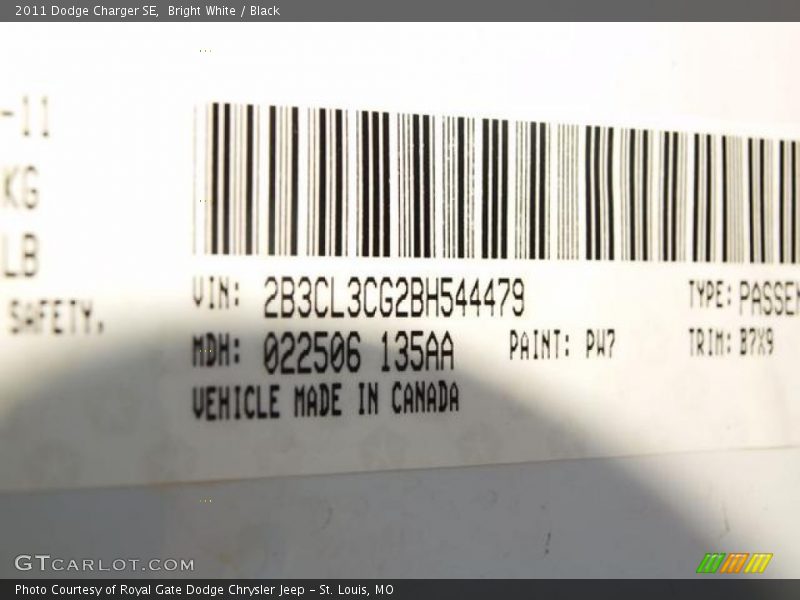 2011 Dodge Charger SE,  Bright White / Black
-11
KG
LB
SAFETY.
VIN: 2B3CL3CG2BH544479
TYPE: PASSEN
MDH: 022506 135AA
PAINT: PW7
TRIM: B7X9
VEHICLE MADE IN CANADA
GTCARLOT.COM
Photo Courtesy of Royal Gate Dodge Chrysler Jeep - St. Louis, MO